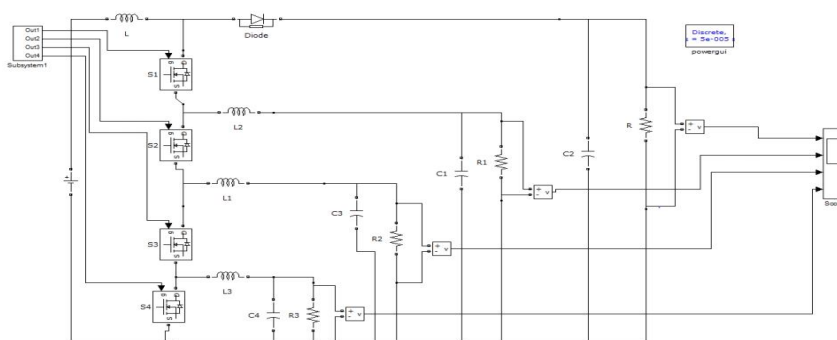 Out1
Out2
Out3
Out4
Subsystem1
L
Diode
Discrete,
s = 5e-005 s
powergui
S1
L2
S2
C1
R1
C2
R
L1
C3
R2
S3
L3
S4
C4
R3
g
D
S
g
D
S
g
D
S
g
D
S
+
-
v
+
-
v
+
-
v
+
-
v